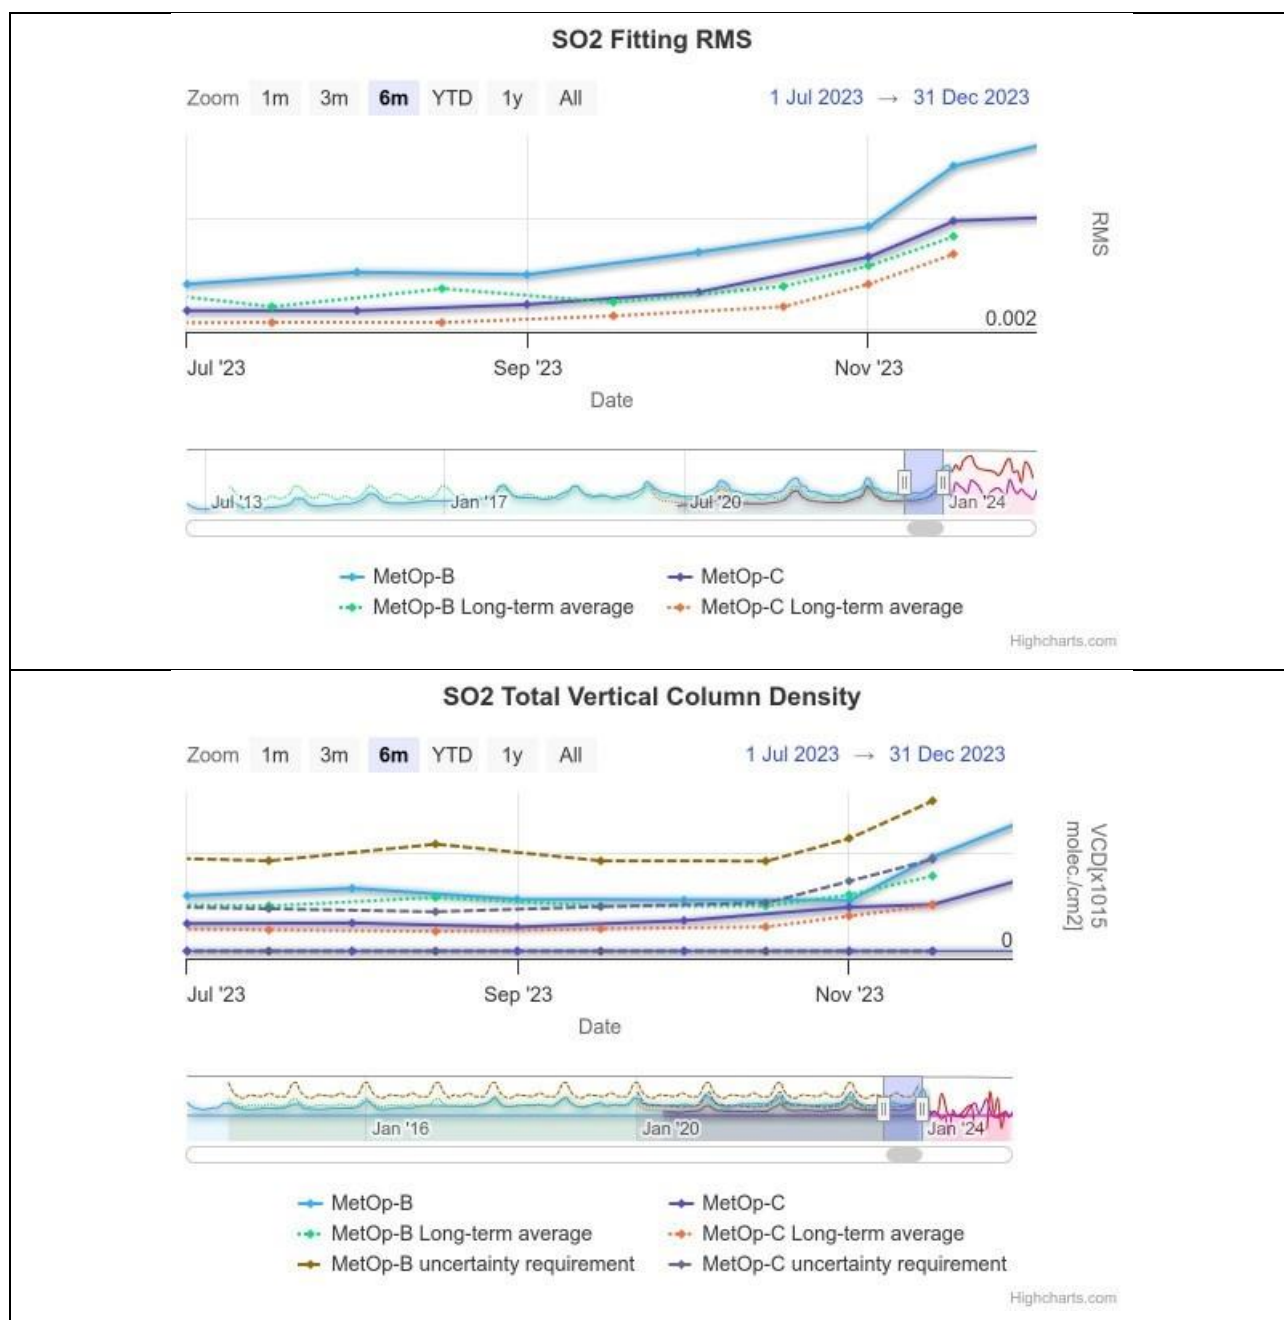 SO2 Fitting RMS
Zoom 1m 3m 6m YTD 1y All 1 Jul 2023 → 31 Dec 2023
RMS
0.002
Jul '23 Sep '23 Nov '23
Date
Jul '13 Jan '17 Jul '20 Jan '24
MetOp-B MetOp-C
MetOp-B Long-term average MetOp-C Long-term average
Highcharts.com
SO2 Total Vertical Column Density
Zoom 1m 3m 6m YTD 1y All 1 Jul 2023 → 31 Dec 2023
VCD[x1015
molec./cm2]
0
Jul '23 Sep '23 Nov '23
Date
Jan '16 Jan '20 Jan '24
MetOp-B MetOp-C
MetOp-B Long-term average MetOp-C Long-term average
MetOp-B uncertainty requirement MetOp-C uncertainty requirement
Highcharts.com